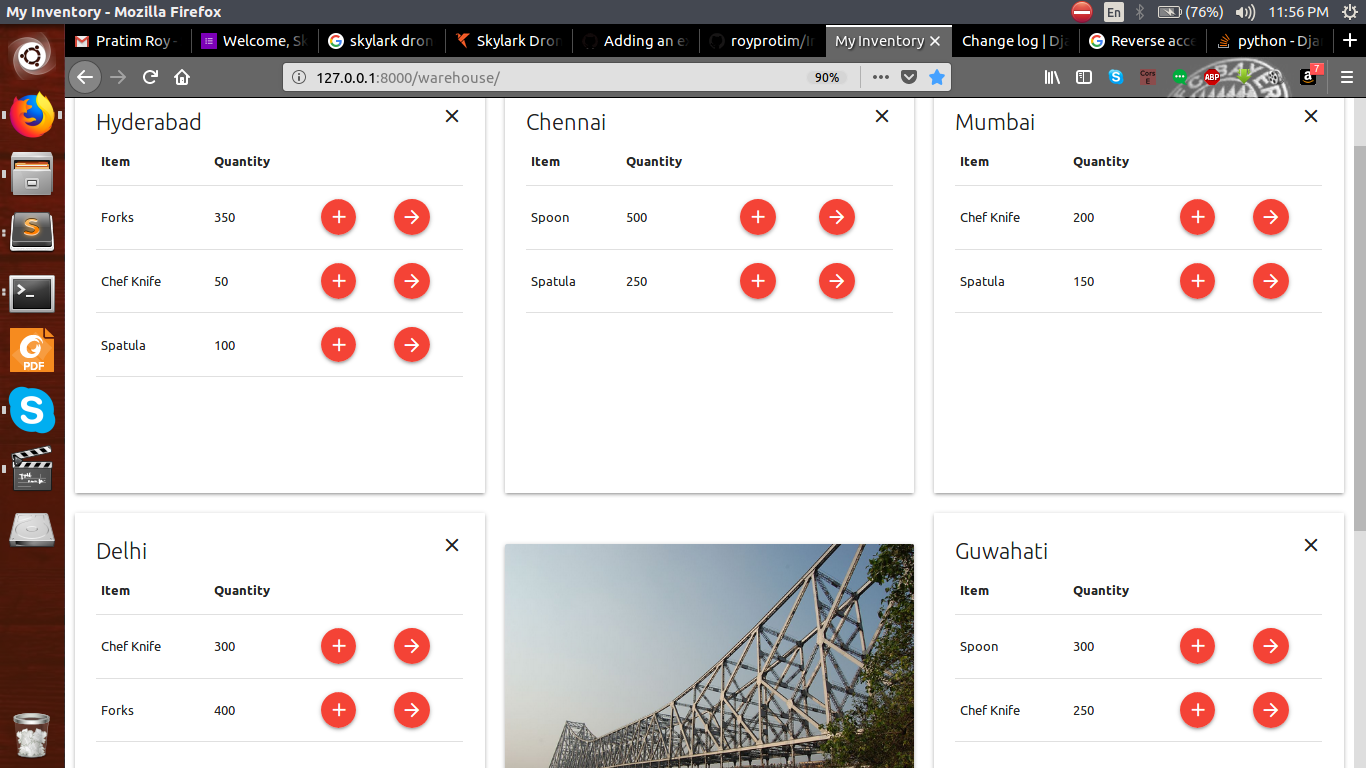 My Inventory - Mozilla Firefox
En (76%) 11:56 PM
Pratim Roy - Welcome, Sk skylark dron Skylark Dron Adding an e royprotim/I My Inventory Change log | Dj Reverse acce python - Dja
127.0.0.1:8000/warehouse/ 90% ABP 7
Hyderabad
Item Quantity
Forks 350
Chef Knife 50
Spatula 100
Chennai
Item Quantity
Spoon 500
Spatula 250
Mumbai
Item Quantity
Chef Knife 200
Spatula 150
Delhi
Item Quantity
Chef Knife 300
Forks 400
Guwahati
Item Quantity
Spoon 300
Chef Knife 250
PDF